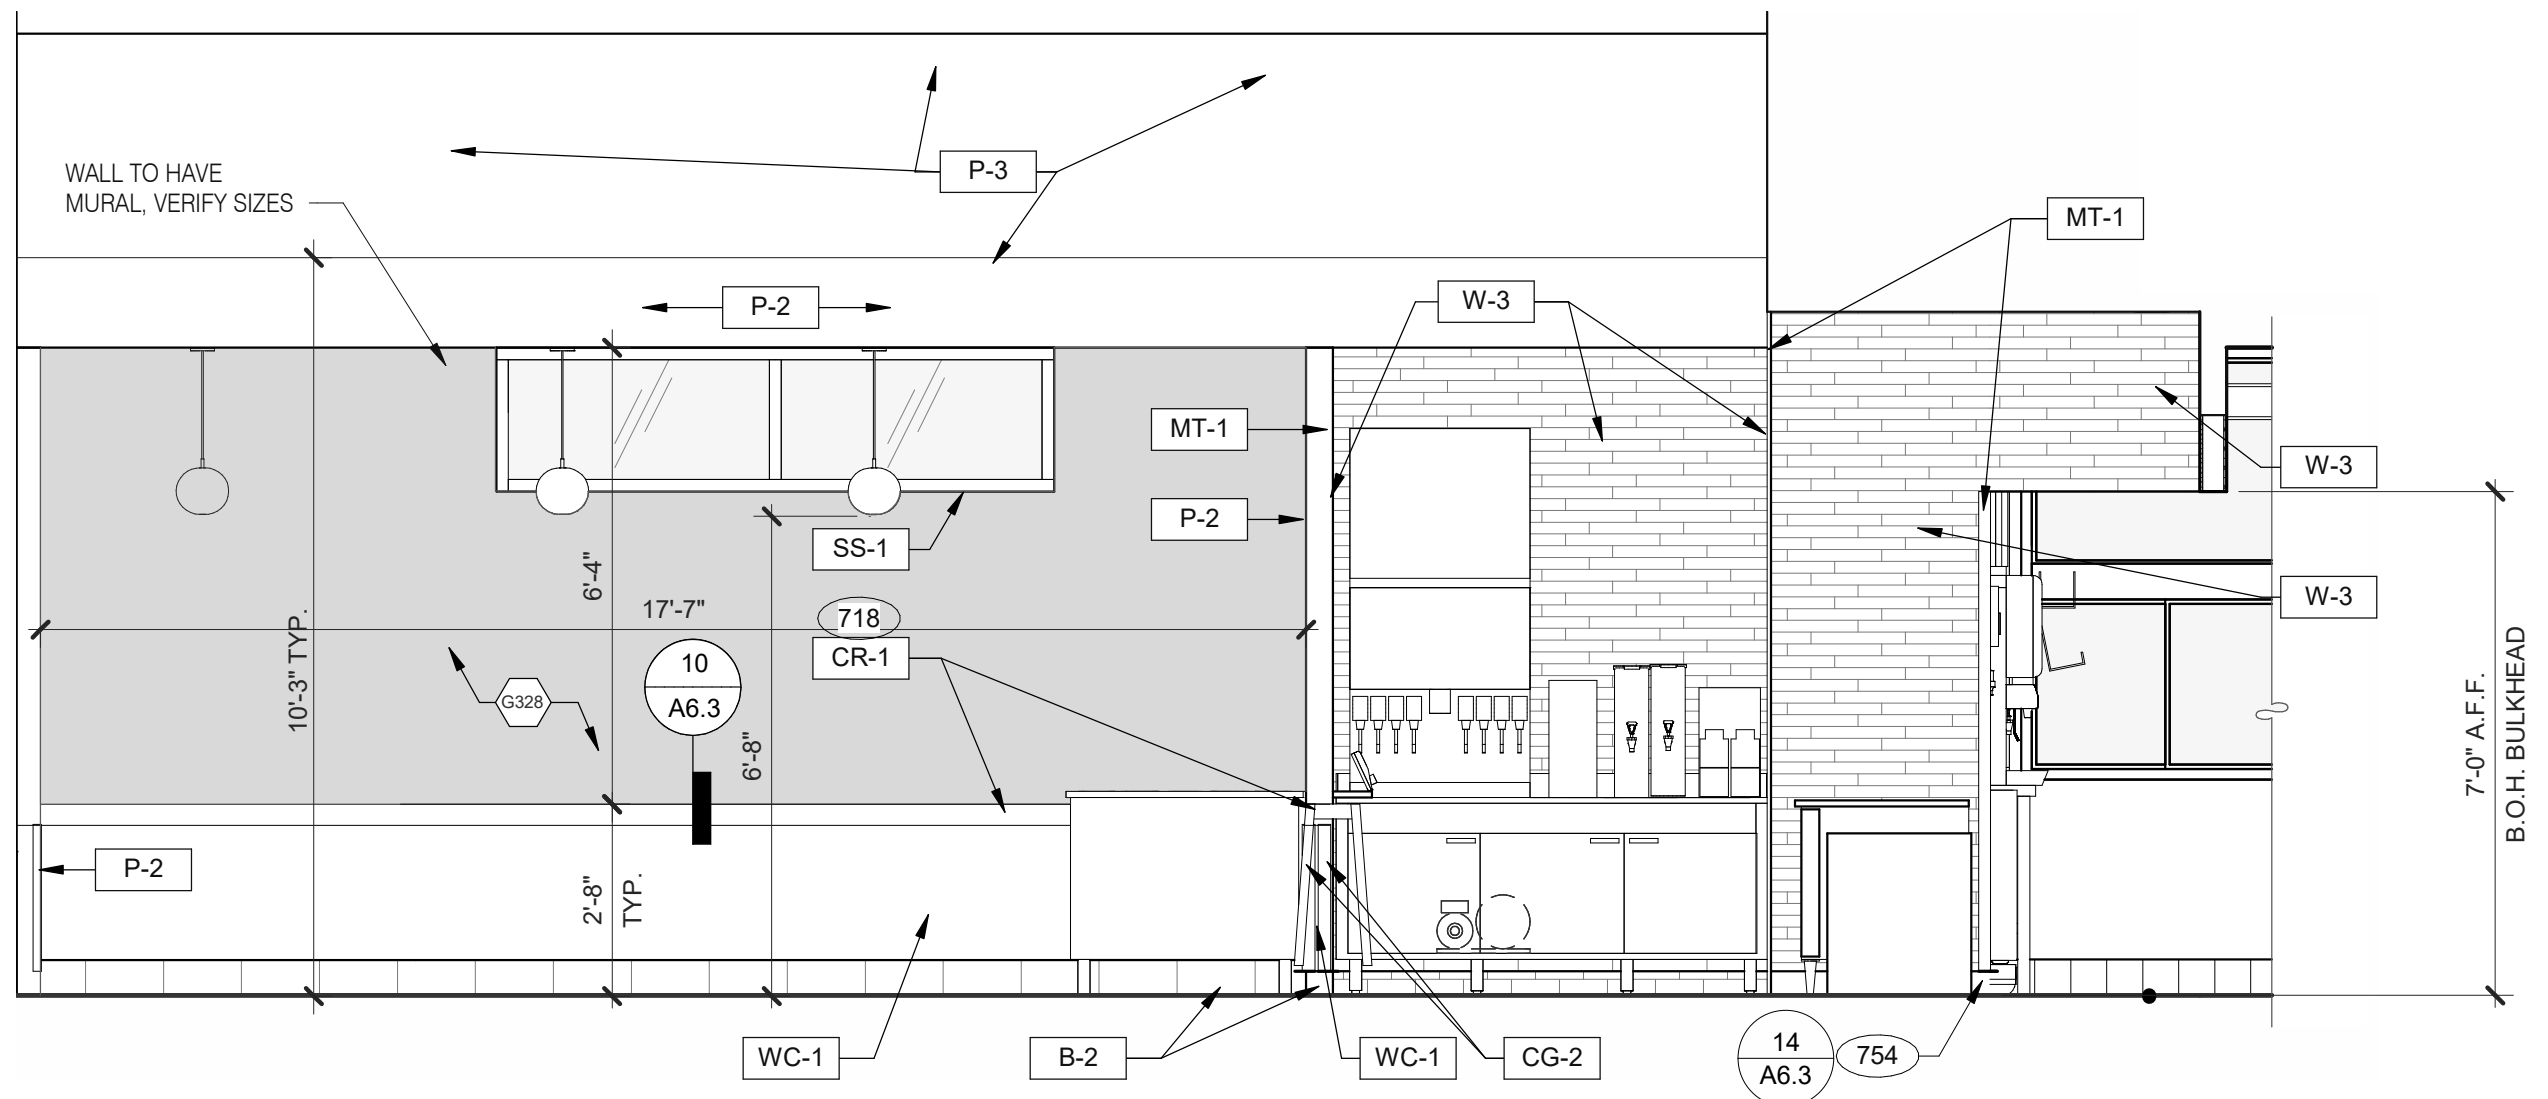 P-3
WALL TO HAVE
MURAL, VERIFY SIZES
MT-1
P-2
W-3
MT-1
W-3
P-2
SS-1
6'-4"
17'-7"
718
CR-1
W-3
10'-3" TYP.
G328
10
A6.3
6'-8"
7'-0" A.F.F.
B.O.H. BULKHEAD
P-2
2'-8"
TYP.
WC-1
B-2
WC-1
CG-2
14
A6.3
754